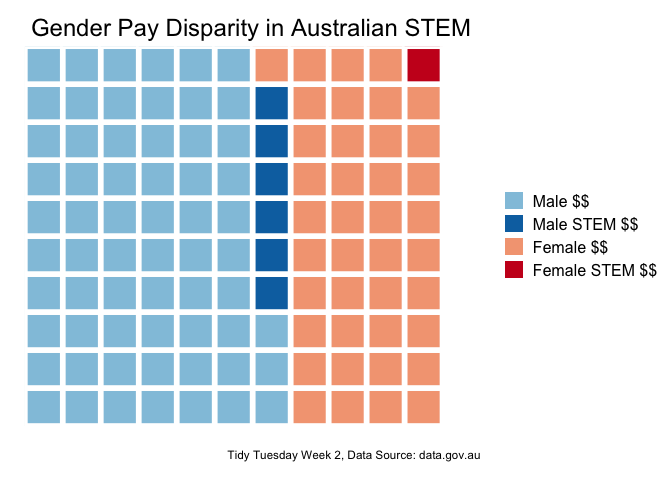 Gender Pay Disparity in Australian STEM
Male $$
Male STEM $$
Female $$
Female STEM $$
Tidy Tuesday Week 2, Data Source: data.gov.au